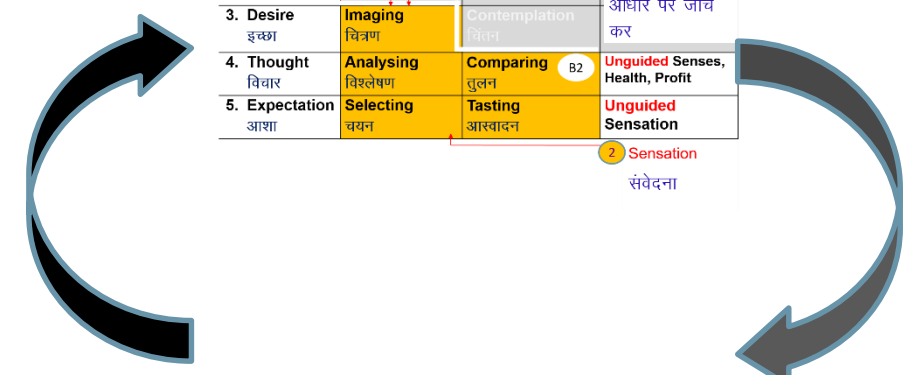 आधार पर जाँच
3. Desire Imaging Contemplation कर
इच्छा चित्रण चिंतन
4. Thought Analysing Comparing B2 Unguided Senses,
विचार विश्लेषण तुलन Health, Profit
5. Expectation Selecting Tasting Unguided
आशा चयन आस्वादन Sensation
2 Sensation
संवेदना